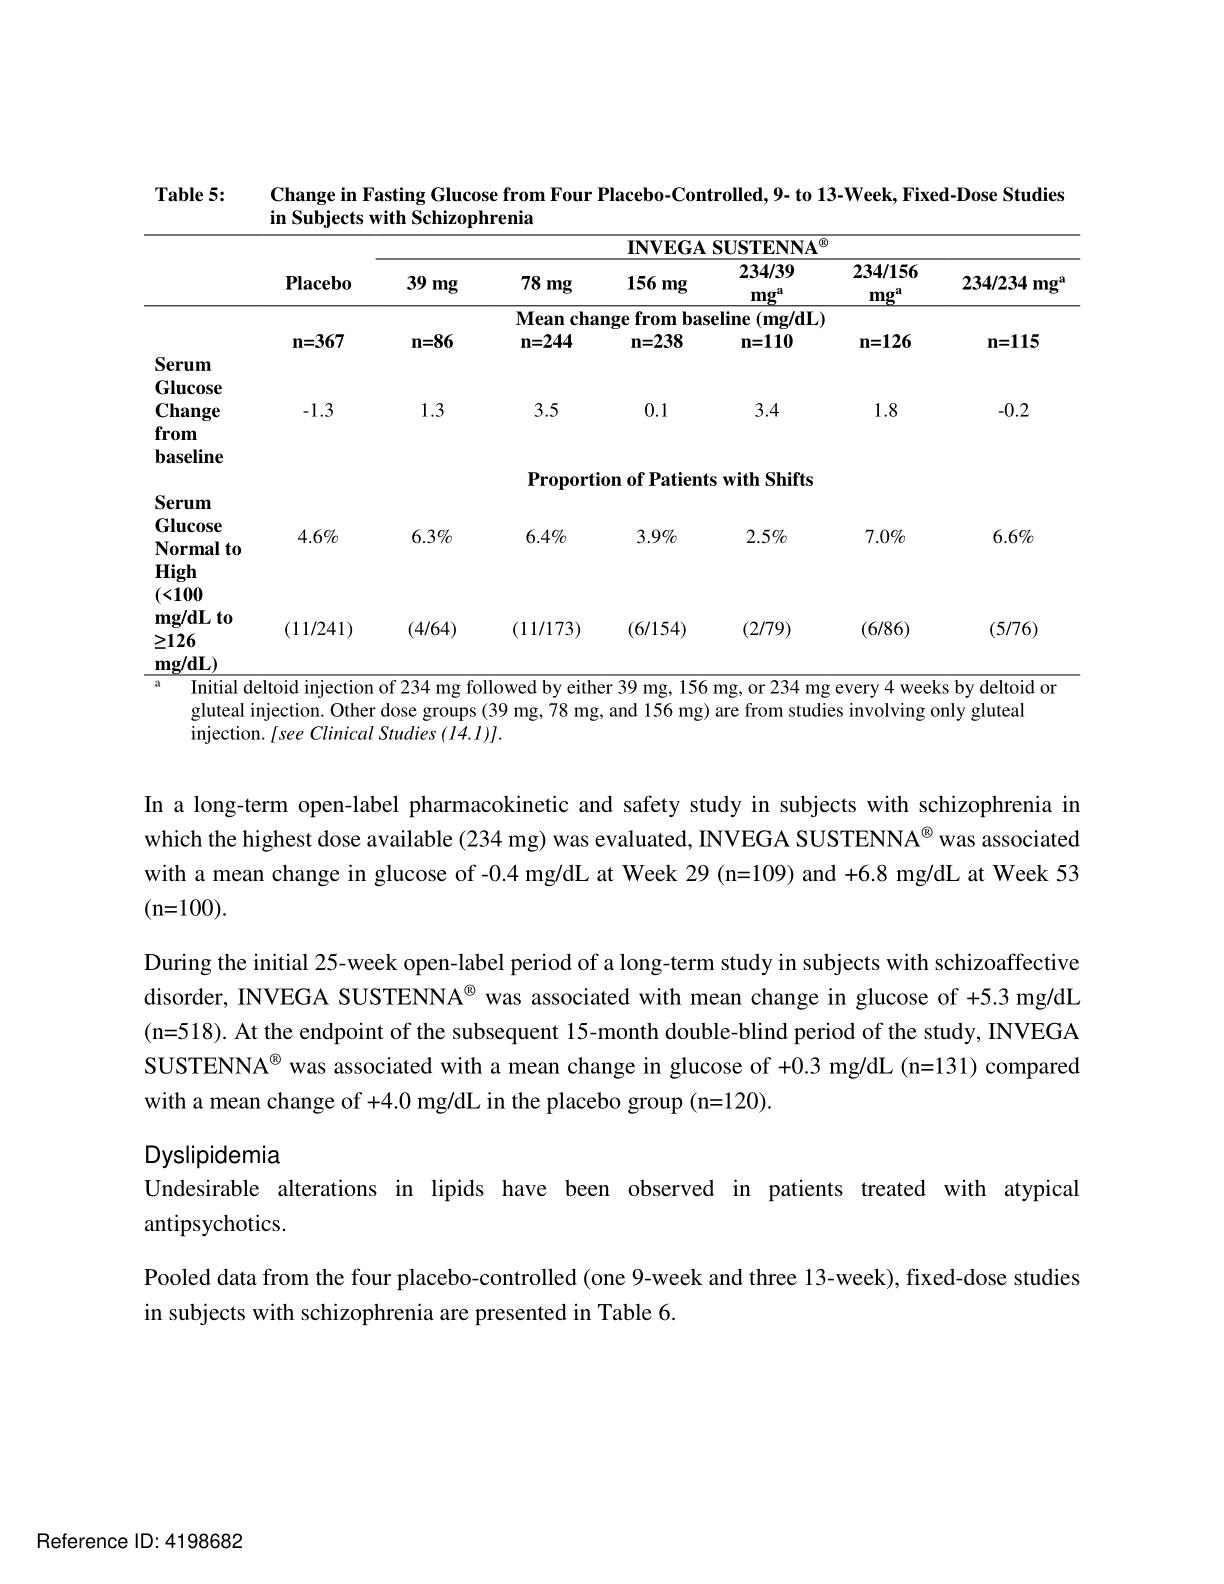 Table 5: Change in Fasting Glucose from Four Placebo-Controlled, 9- to 13-Week, Fixed-Dose Studies
in Subjects with Schizophrenia
INVEGA SUSTENNA®
Placebo 39 mg 78 mg 156 mg 234/39 mgᵃ 234/156 mgᵃ 234/234 mgᵃ
Mean change from baseline (mg/dL)
n=367 n=86 n=244 n=238 n=110 n=126 n=115
Serum
Glucose
Change -1.3 1.3 3.5 0.1 3.4 1.8 -0.2
from
baseline
Proportion of Patients with Shifts
Serum
Glucose
4.6% 6.3% 6.4% 3.9% 2.5% 7.0% 6.6%
Normal to
High
(<100
mg/dL to (11/241) (4/64) (11/173) (6/154) (2/79) (6/86) (5/76)
≥126
mg/dL)
ᵃ Initial deltoid injection of 234 mg followed by either 39 mg, 156 mg, or 234 mg every 4 weeks by deltoid or
gluteal injection. Other dose groups (39 mg, 78 mg, and 156 mg) are from studies involving only gluteal
injection. [see Clinical Studies (14.1)].
In a long-term open-label pharmacokinetic and safety study in subjects with schizophrenia in
which the highest dose available (234 mg) was evaluated, INVEGA SUSTENNA® was associated
with a mean change in glucose of -0.4 mg/dL at Week 29 (n=109) and +6.8 mg/dL at Week 53
(n=100).
During the initial 25-week open-label period of a long-term study in subjects with schizoaffective
disorder, INVEGA SUSTENNA® was associated with mean change in glucose of +5.3 mg/dL
(n=518). At the endpoint of the subsequent 15-month double-blind period of the study, INVEGA
SUSTENNA® was associated with a mean change in glucose of +0.3 mg/dL (n=131) compared
with a mean change of +4.0 mg/dL in the placebo group (n=120).
Dyslipidemia
Undesirable alterations in lipids have been observed in patients treated with atypical
antipsychotics.
Pooled data from the four placebo-controlled (one 9-week and three 13-week), fixed-dose studies
in subjects with schizophrenia are presented in Table 6.
Reference ID: 4198682